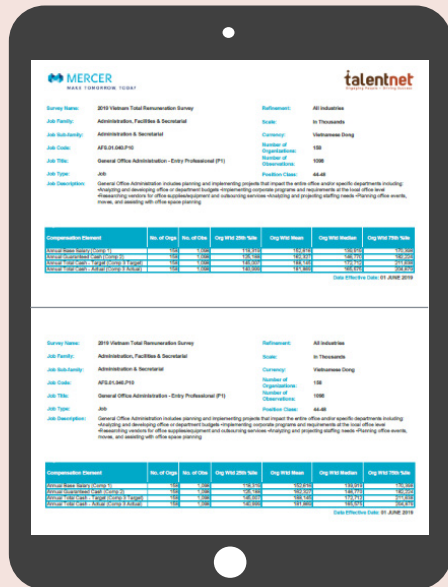 MERCER
MAKE TOMORROW, TODAY
talentnet
Survey Name: 2019 Vietnam Total Remuneration Survey Refinement: All Industries
Job Family: Administration, Facilities & Secretarial Scale: In Thousands
Job Sub-family: Administration & Secretarial Currency: Vietnamese Dong
Job Code: AFS.01.040.P10 Number of Organizations: 159
Job Title: General Office Administration - Entry Professional (P1) Number of Observations: 1098
Job Type: Job Position Class: 44-48
Job Description: General Office Administration includes planning and implementing projects that impact the entire office and/or specific departments including:
•Analyzing and developing office or department budgets •Implementing corporate programs and requirements at the local office level
•Researching vendors for office supplies/equipment and outsourcing services •Analyzing and projecting staffing needs •Planning office events,
moves, and assisting with office space planning
Compensation Element No. of Orgs No. of Obs Org Wtd 25th %ile Org Wtd Mean Org Wtd Median Org Wtd 75th %ile
Annual Base Salary (Comp 1)
Annual Guaranteed Cash (Comp 2)
Annual Total Cash - Target (Comp 3 Target)
Annual Total Cash - Actual (Comp 3 Actual)
Data Effective Date: 01 JUNE 2019
Survey Name: 2019 Vietnam Total Remuneration Survey Refinement: All Industries
Job Family: Administration, Facilities & Secretarial Scale: In Thousands
Job Sub-family: Administration & Secretarial Currency: Vietnamese Dong
Job Code: AFS.01.040.P10 Number of Organizations: 159
Job Title: General Office Administration - Entry Professional (P1) Number of Observations: 1098
Job Type: Job Position Class: 44-48
Job Description: General Office Administration includes planning and implementing projects that impact the entire office and/or specific departments including:
•Analyzing and developing office or department budgets •Implementing corporate programs and requirements at the local office level
•Researching vendors for office supplies/equipment and outsourcing services •Analyzing and projecting staffing needs •Planning office events,
moves, and assisting with office space planning
Compensation Element No. of Orgs No. of Obs Org Wtd 25th %ile Org Wtd Mean Org Wtd Median Org Wtd 75th %ile
Annual Base Salary (Comp 1)
Annual Guaranteed Cash (Comp 2)
Annual Total Cash - Target (Comp 3 Target)
Annual Total Cash - Actual (Comp 3 Actual)
Data Effective Date: 01 JUNE 2019